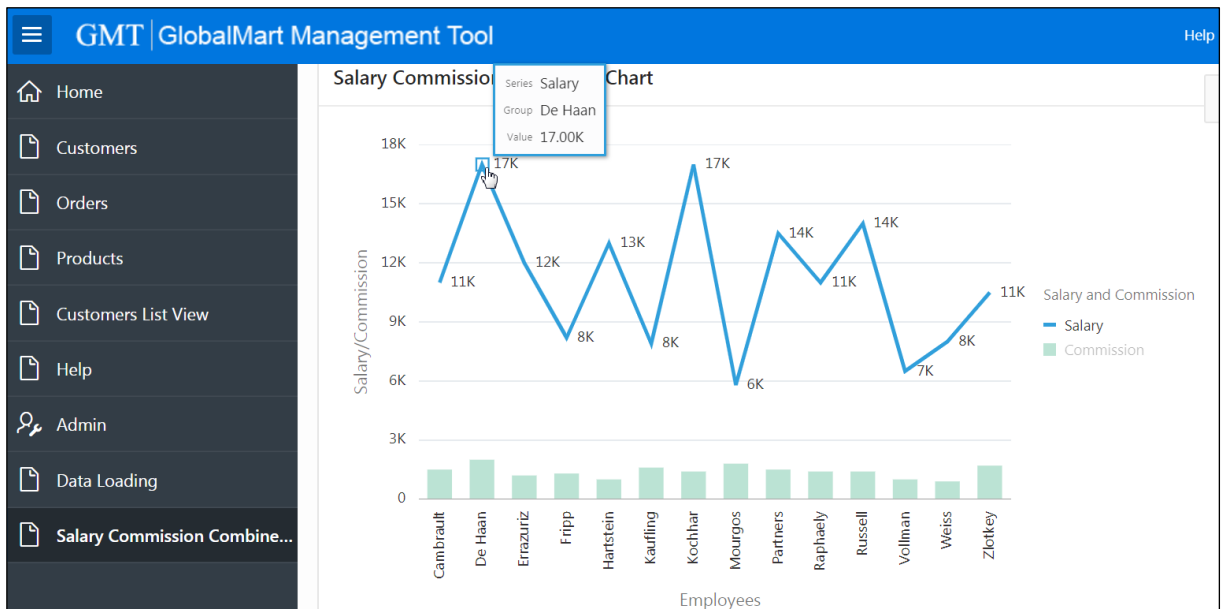 GMT GlobalMart Management Tool
Help
Home
Customers
Orders
Products
Customers List View
Help
Admin
Data Loading
Salary Commission Combine...
Salary Commissio Chart
Series Salary
Group De Haan
Value 17.00K
18K
15K
12K
9K
6K
3K
0
Salary/Commission
11K
17K
12K
8K
13K
8K
17K
6K
14K
11K
14K
7K
8K
11K
Cambrault
De Haan
Errazuriz
Fripp
Hartstein
Kaufling
Kochhar
Mourgos
Partners
Raphaely
Russell
Vollman
Weiss
Zlotkey
Employees
Salary and Commission
Salary
Commission